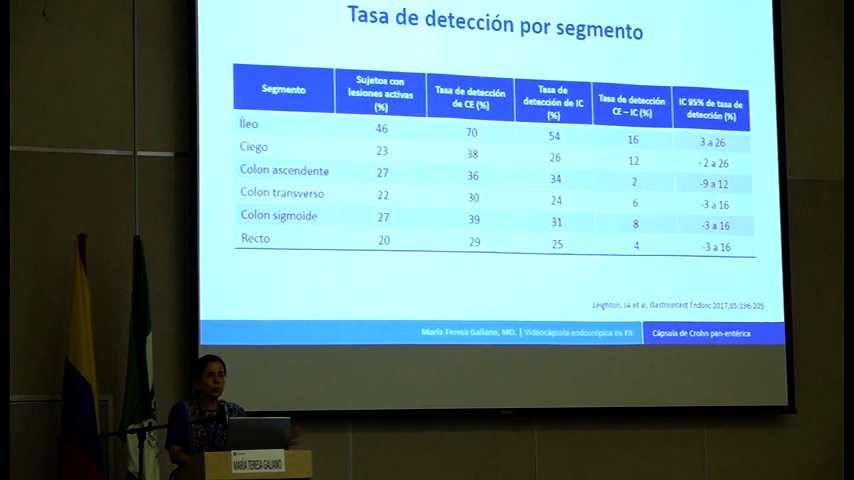 Tasa de detección por segmento
Segmento | Sujetos con lesiones activas (%) | Tasa de detección de CE (%) | Tasa de detección de IC (%) | Tasa de detección CE – IC (%) | IC 95% de tasa de detección (%)
Íleo 46 70 54 16 3 a 26
Ciego 23 38 26 12 - 2 a 26
Colon ascendente 27 36 34 2 -9 a 12
Colon transverso 22 30 24 6 -3 a 16
Colon sigmoide 27 39 31 8 -3 a 16
Recto 20 29 25 4 -3 a 16
Leighton, JA et al, Gastrointest Endosc 2017;85:196-205
María Teresa Galiano, MD. | Videocápsula endoscópica en EII
Cápsula de Crohn pan-entérica
MARÍA TERESA GALIANO